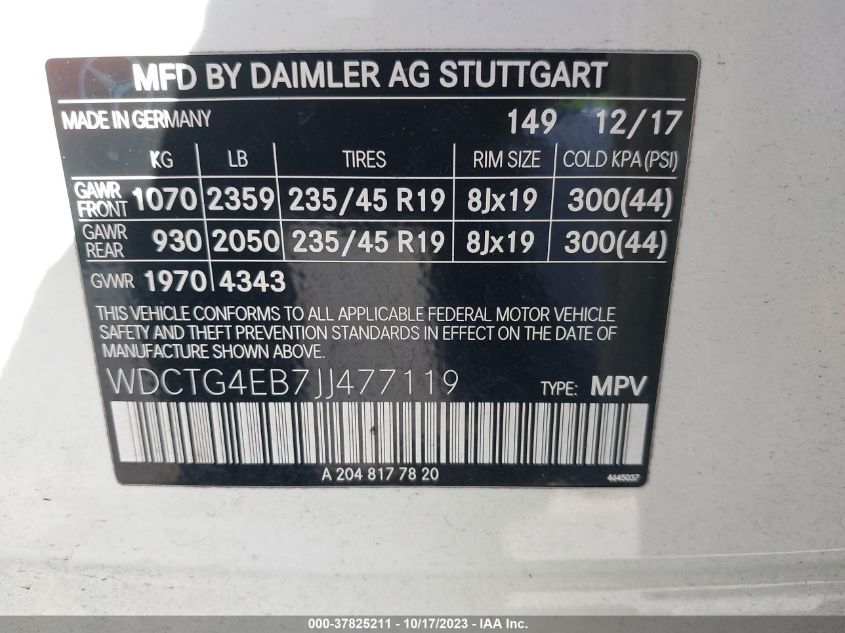 MFD BY DAIMLER AG STUTTGART
MADE IN GERMANY 149 12/17
KG LB TIRES RIM SIZE COLD KPA (PSI)
GAWR FRONT 1070 2359 235/45 R19 8Jx19 300(44)
GAWR REAR 930 2050 235/45 R19 8Jx19 300(44)
GVWR 1970 4343
THIS VEHICLE CONFORMS TO ALL APPLICABLE FEDERAL MOTOR VEHICLE
SAFETY AND THEFT PREVENTION STANDARDS IN EFFECT ON THE DATE OF
MANUFACTURE SHOWN ABOVE.
WDCTG4EB7JJ477119 TYPE: MPV
A 204 817 78 20 4645037
000-37825211 - 10/17/2023 - IAA Inc.